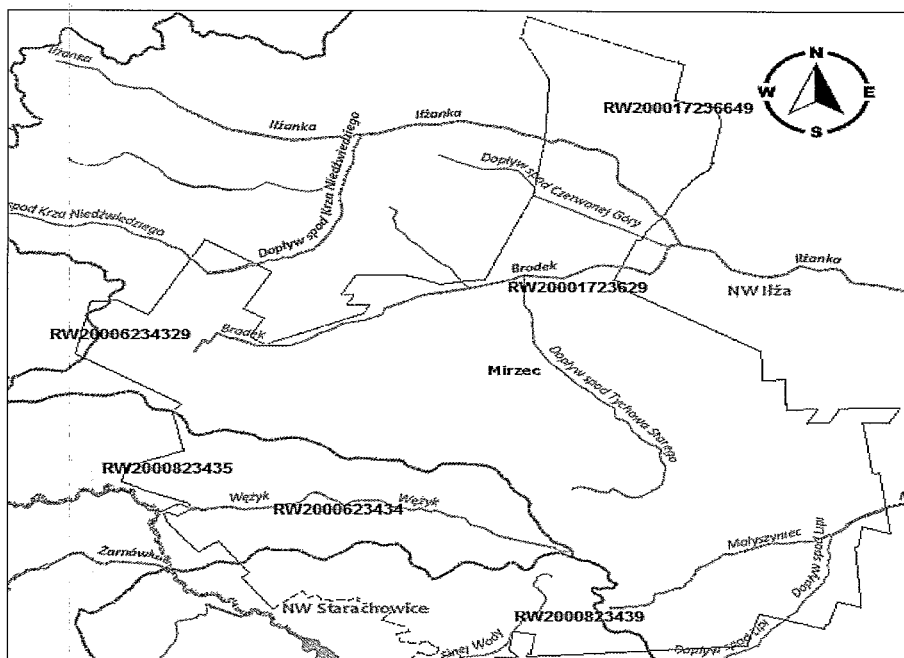 Iłżanka
N
W E
S
RW200017236649
Iłżanka
Iłżanka
Dopływ spod Krza Niedźwiedziego
Dopływ spod Czerwonej Góry
spod Krza Niedźwiedziego
Iłżanka
Brodek
RW20001723629
NW Iłża
RW20006234329
Brodek
Mirzec
Dopływ spod Tychowa Starego
RW2000823435
Wężyk
Wężyk
RW2000623434
Małyszyniec
Dopływ spod Lipi
Żarnówka
NW Starachowice
RW2000823439
Dopływ spod Lipi